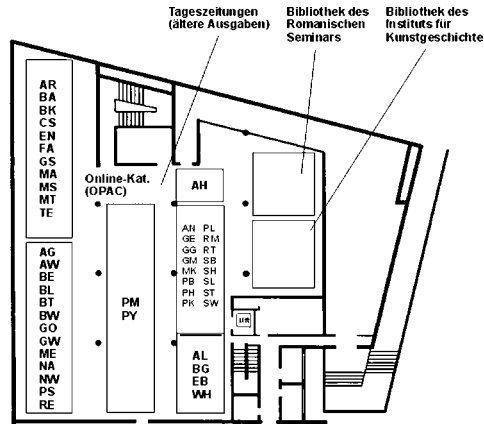 Tageszeitungen
(ältere Ausgaben)
Bibliothek des
Romanischen
Seminars
Bibliothek des
Instituts für
Kunstgeschichte
AR
BA
BK
CS
EN
FA
GS
MA
MS
MT
TE
Online-Kat.
(OPAC)
AH
AN PL
GE RM
GG RT
GM SB
MK SH
PB SL
PH ST
PK SW
AG
AW
BE
BL
BT
BW
GO
GW
ME
NA
NW
PS
RE
PM
PY
AL
BG
EB
WH